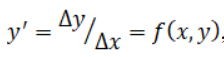 y′ = Δy/Δx = f(x, y),